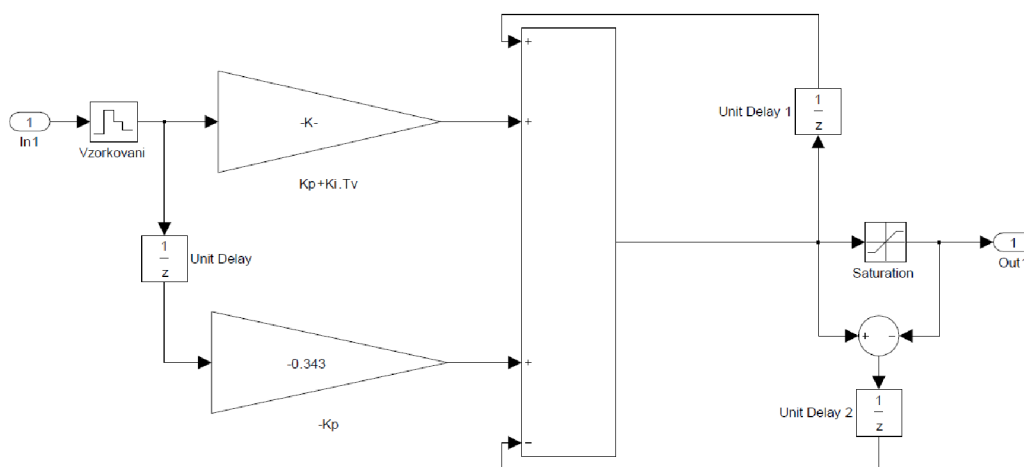 1
In1
Vzorkovani
-K-
Kp+Ki.Tv
1
z
Unit Delay
-0.343
-Kp
+
+
+
−
Unit Delay 1
1
z
Saturation
1
Out1
+
−
Unit Delay 2
1
z